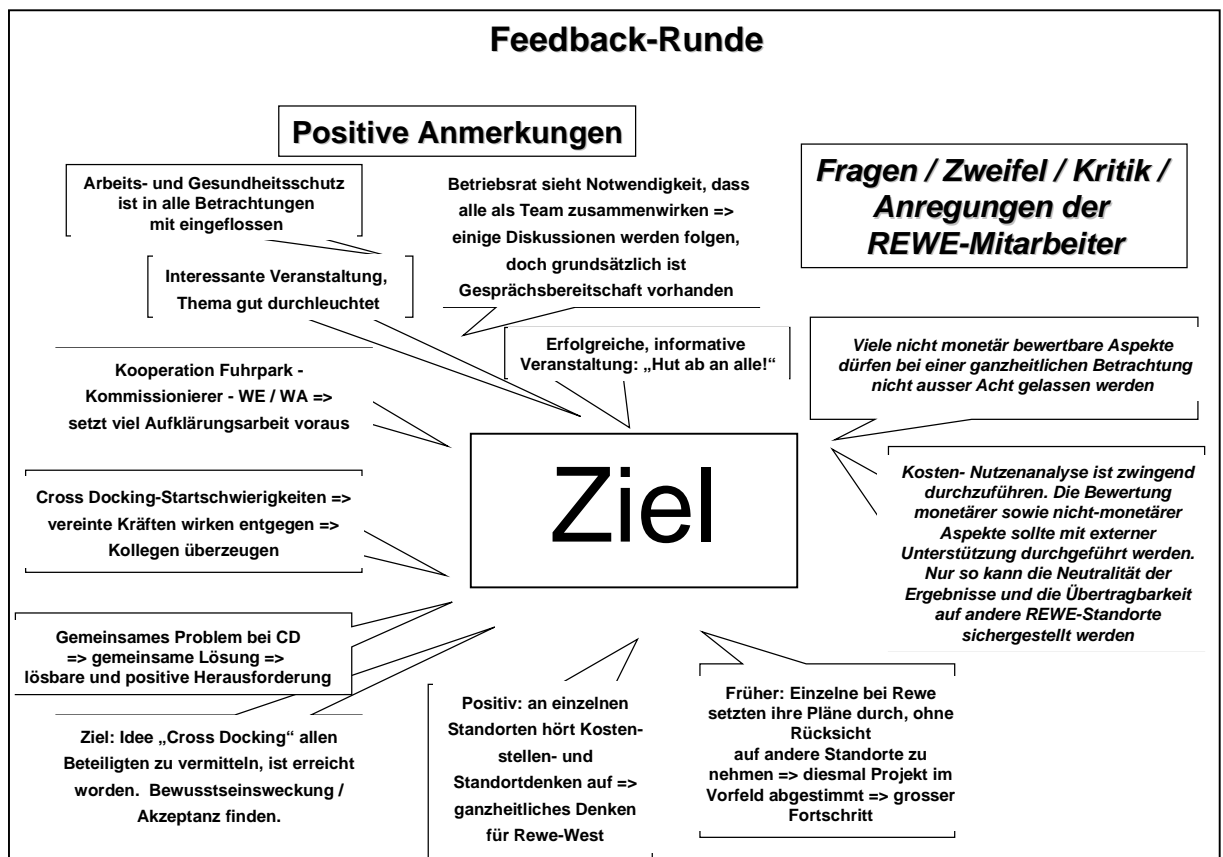 Feedback-Runde
Positive Anmerkungen
Fragen / Zweifel / Kritik /
Anregungen der
REWE-Mitarbeiter
Arbeits- und Gesundheitsschutz
ist in alle Betrachtungen
mit eingeflossen
Betriebsrat sieht Notwendigkeit, dass
alle als Team zusammenwirken =>
einige Diskussionen werden folgen,
doch grundsätzlich ist
Gesprächsbereitschaft vorhanden
Interessante Veranstaltung,
Thema gut durchleuchtet
Erfolgreiche, informative
Veranstaltung: „Hut ab an alle!“
Viele nicht monetär bewertbare Aspekte
dürfen bei einer ganzheitlichen Betrachtung
nicht ausser Acht gelassen werden
Kooperation Fuhrpark -
Kommissionierer - WE / WA =>
setzt viel Aufklärungsarbeit voraus
Ziel
Kosten- Nutzenanalyse ist zwingend
durchzuführen. Die Bewertung
monetärer sowie nicht-monetärer
Aspekte sollte mit externer
Unterstützung durchgeführt werden.
Nur so kann die Neutralität der
Ergebnisse und die Übertragbarkeit
auf andere REWE-Standorte
sichergestellt werden
Cross Docking-Startschwierigkeiten =>
vereinte Kräften wirken entgegen =>
Kollegen überzeugen
Gemeinsames Problem bei CD
=> gemeinsame Lösung =>
lösbare und positive Herausforderung
Ziel: Idee „Cross Docking“ allen
Beteiligten zu vermitteln, ist erreicht
worden. Bewusstseinsweckung /
Akzeptanz finden.
Positiv: an einzelnen
Standorten hört Kosten-
stellen- und
Standortdenken auf =>
ganzheitliches Denken
für Rewe-West
Früher: Einzelne bei Rewe
setzten ihre Pläne durch, ohne
Rücksicht
auf andere Standorte zu
nehmen => diesmal Projekt im
Vorfeld abgestimmt => grosser
Fortschritt